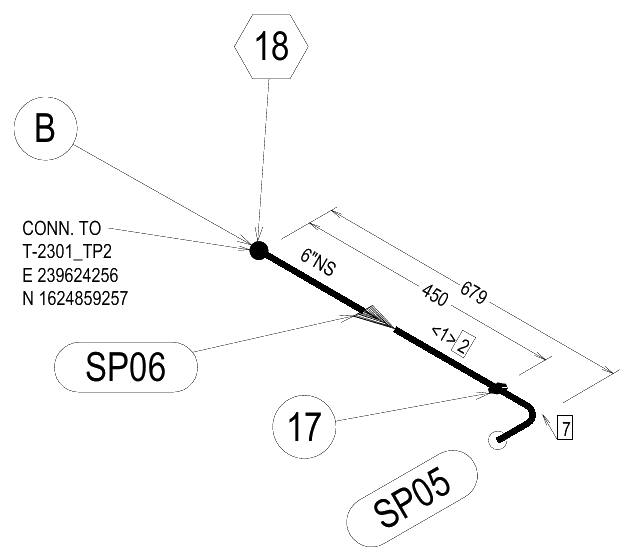 18
B
CONN. TO
T-2301_TP2
E 239624256
N 1624859257
6"NS
679
450
<1> 2
SP06
17
7
SP05